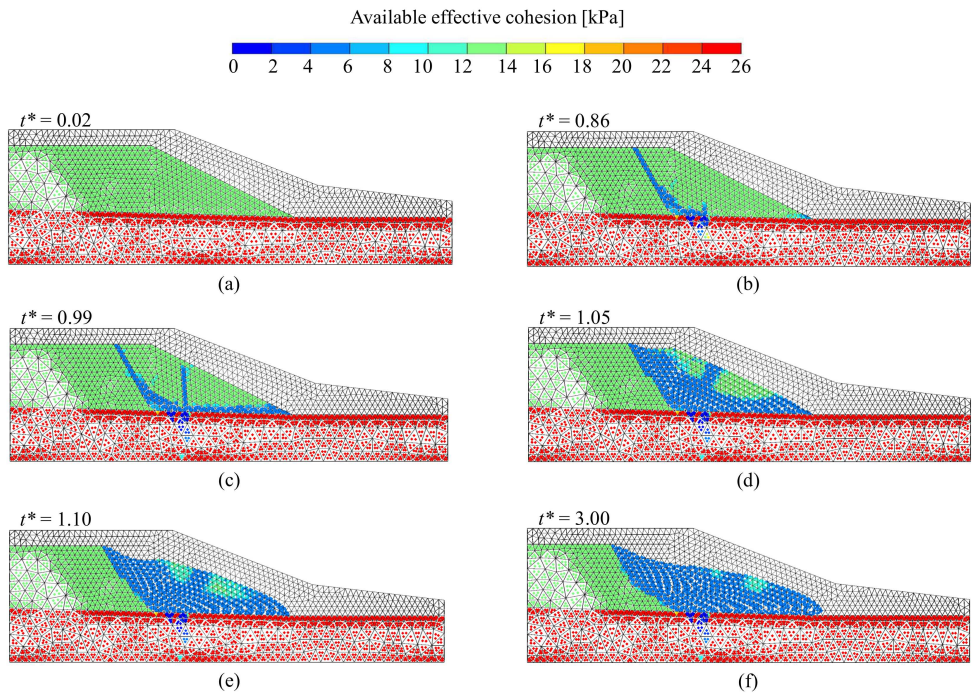 Available effective cohesion [kPa]
0 2 4 6 8 10 12 14 16 18 20 22 24 26
t* = 0.02
t* = 0.86
(a)
(b)
t* = 0.99
t* = 1.05
(c)
(d)
t* = 1.10
t* = 3.00
(e)
(f)